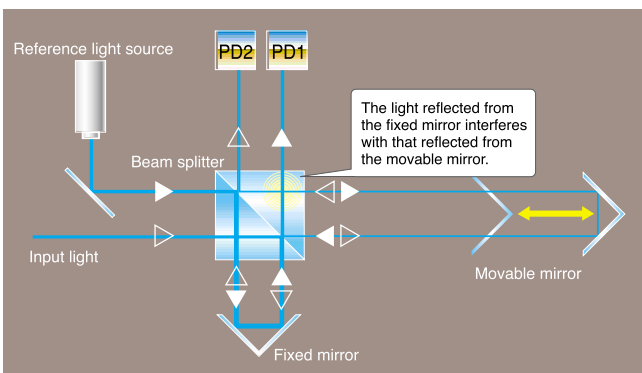 Reference light source
PD2
PD1
The light reflected from
the fixed mirror interferes
with that reflected from
the movable mirror.
Beam splitter
Input light
Movable mirror
Fixed mirror